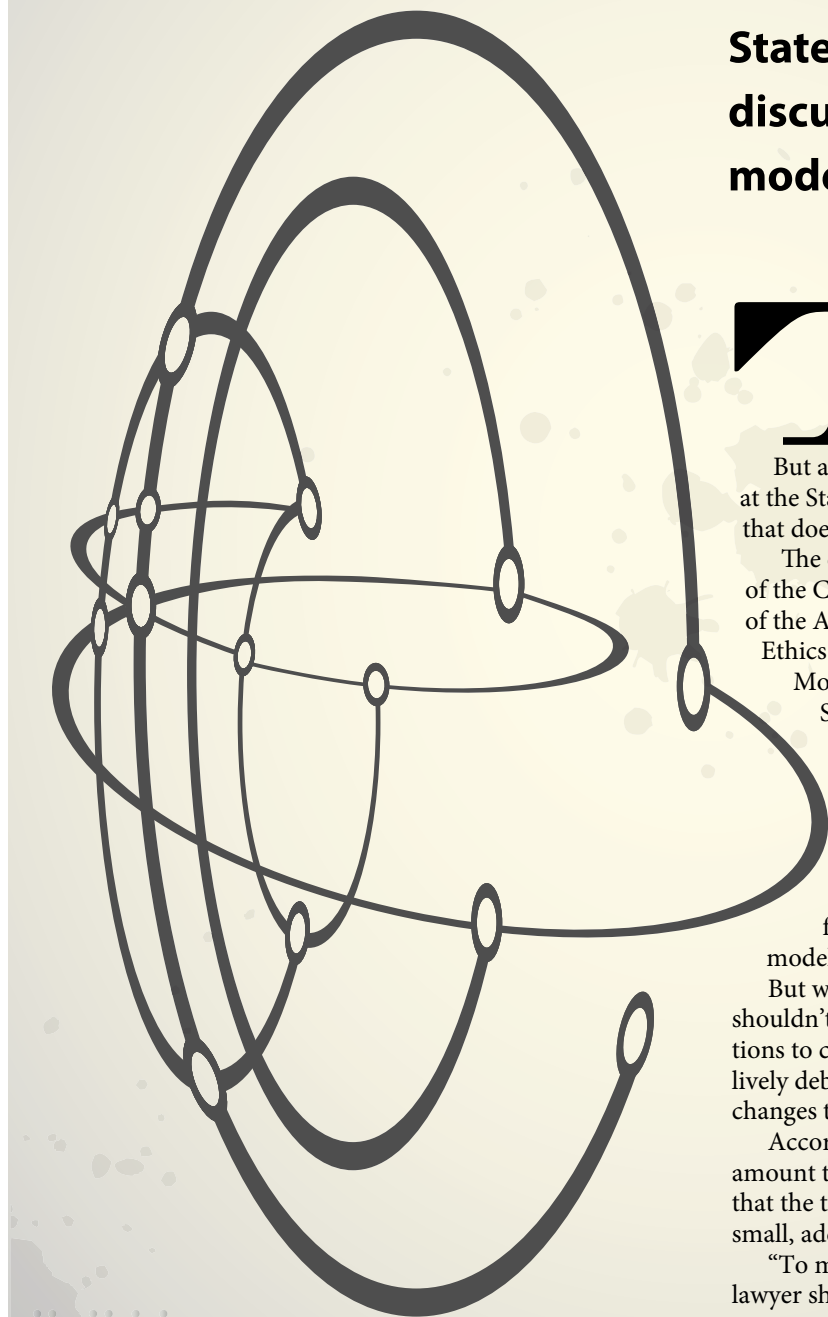 State
discu
mode
T
But a
at the Sta
that doe
The
of the C
of the A
Ethics
Mo
S
f
mode
But w
shouldn't
tions to c
lively deb
changes t
Accor
amount t
that the t
small, ad
“To m
lawyer sh